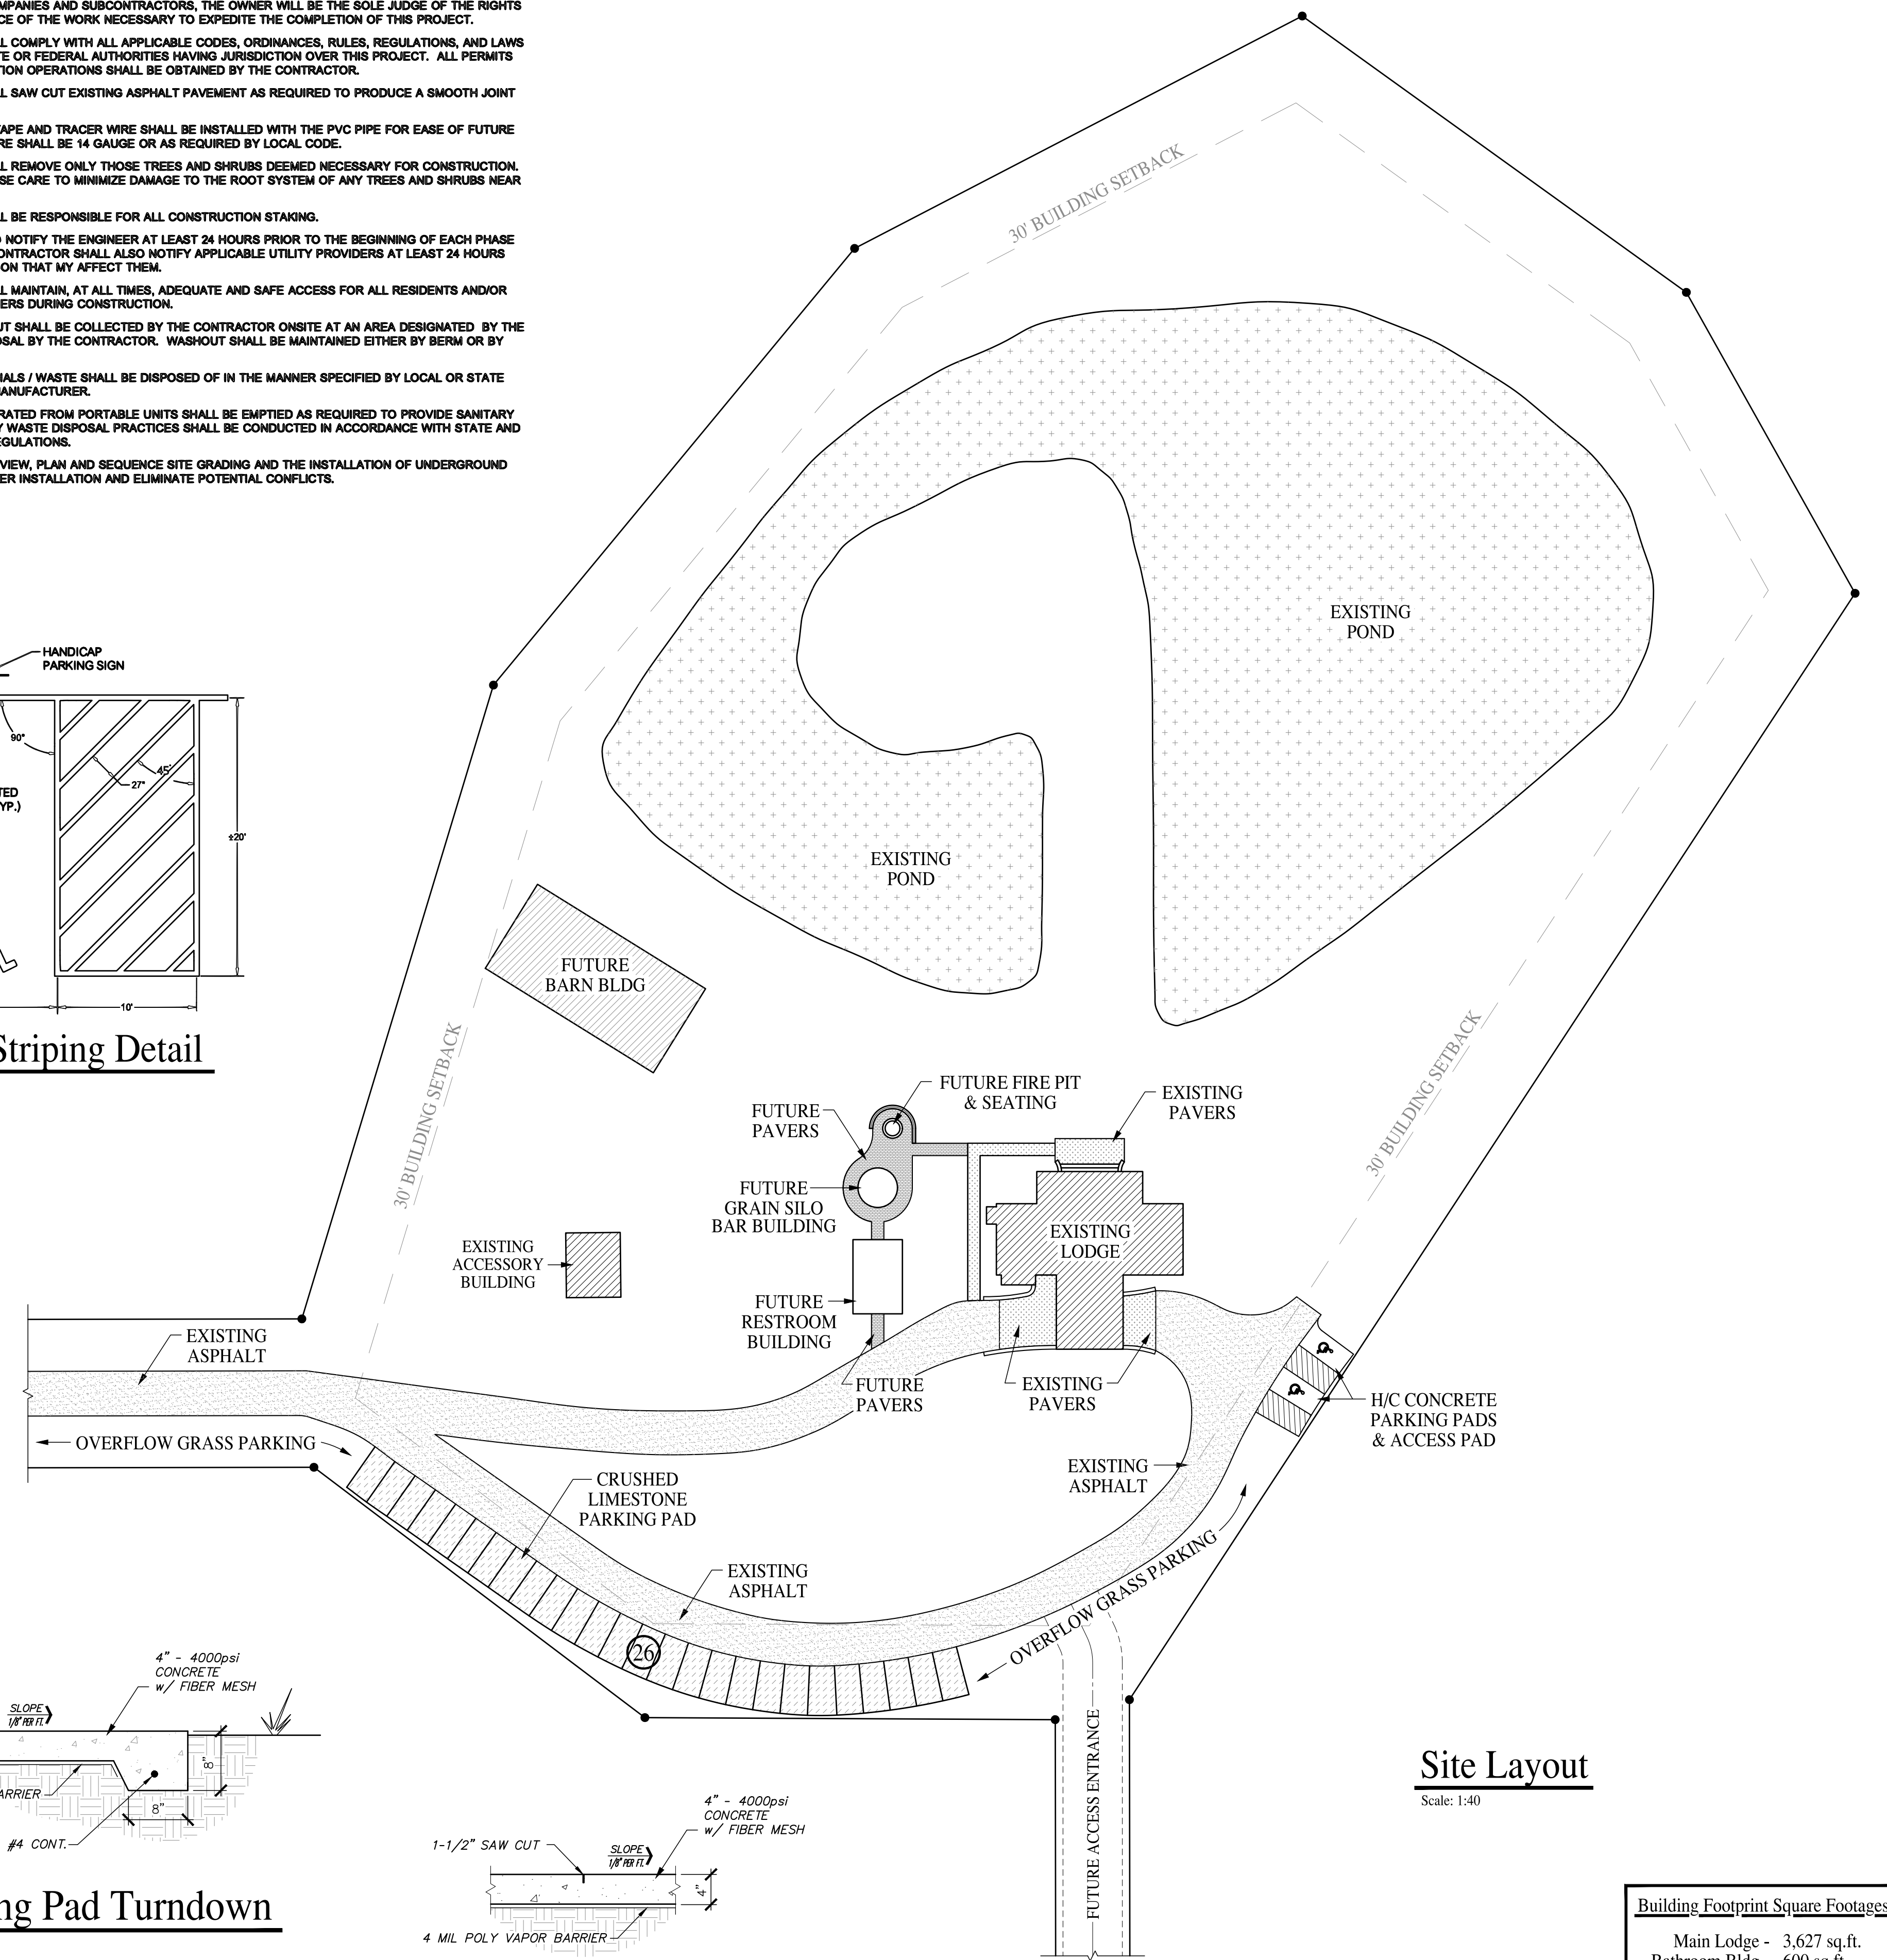 MPANIES AND SUBCONTRACTORS, THE OWNER WILL BE THE SOLE JUDGE OF THE RIGHTS
CE OF THE WORK NECESSARY TO EXPEDITE THE COMPLETION OF THIS PROJECT.
LL COMPLY WITH ALL APPLICABLE CODES, ORDINANCES, RULES, REGULATIONS, AND LAWS
TE OR FEDERAL AUTHORITIES HAVING JURISDICTION OVER THIS PROJECT. ALL PERMITS
TION OPERATIONS SHALL BE OBTAINED BY THE CONTRACTOR.
LL SAW CUT EXISTING ASPHALT PAVEMENT AS REQUIRED TO PRODUCE A SMOOTH JOINT
TAPE AND TRACER WIRE SHALL BE INSTALLED WITH THE PVC PIPE FOR EASE OF FUTURE
RE SHALL BE 14 GAUGE OR AS REQUIRED BY LOCAL CODE.
LL REMOVE ONLY THOSE TREES AND SHRUBS DEEMED NECESSARY FOR CONSTRUCTION.
SE CARE TO MINIMIZE DAMAGE TO THE ROOT SYSTEM OF ANY TREES AND SHRUBS NEAR
LL BE RESPONSIBLE FOR ALL CONSTRUCTION STAKING.
O NOTIFY THE ENGINEER AT LEAST 24 HOURS PRIOR TO THE BEGINNING OF EACH PHASE
ONTRACTOR SHALL ALSO NOTIFY APPLICABLE UTILITY PROVIDERS AT LEAST 24 HOURS
ON THAT MY AFFECT THEM.
LL MAINTAIN, AT ALL TIMES, ADEQUATE AND SAFE ACCESS FOR ALL RESIDENTS AND/OR
ERS DURING CONSTRUCTION.
UT SHALL BE COLLECTED BY THE CONTRACTOR ONSITE AT AN AREA DESIGNATED BY THE
OSAL BY THE CONTRACTOR. WASHOUT SHALL BE MAINTAINED EITHER BY BERM OR BY
IALS / WASTE SHALL BE DISPOSED OF IN THE MANNER SPECIFIED BY LOCAL OR STATE
MANUFACTURER.
RATED FROM PORTABLE UNITS SHALL BE EMPTIED AS REQUIRED TO PROVIDE SANITARY
Y WASTE DISPOSAL PRACTICES SHALL BE CONDUCTED IN ACCORDANCE WITH STATE AND
EGULATIONS.
VIEW, PLAN AND SEQUENCE SITE GRADING AND THE INSTALLATION OF UNDERGROUND
ER INSTALLATION AND ELIMINATE POTENTIAL CONFLICTS.
HANDICAP
PARKING SIGN
90°
45°
27"
TED
YP.)
±20'
10'
Striping Detail
30' BUILDING SETBACK
EXISTING
POND
EXISTING
POND
FUTURE
BARN BLDG
30' BUILDING SETBACK
30' BUILDING SETBACK
FUTURE FIRE PIT
& SEATING
EXISTING
PAVERS
FUTURE
PAVERS
FUTURE
GRAIN SILO
BAR BUILDING
EXISTING
LODGE
EXISTING
ACCESSORY
BUILDING
FUTURE
RESTROOM
BUILDING
EXISTING
ASPHALT
FUTURE
PAVERS
EXISTING
PAVERS
H/C CONCRETE
PARKING PADS
& ACCESS PAD
OVERFLOW GRASS PARKING
CRUSHED
LIMESTONE
PARKING PAD
EXISTING
ASPHALT
EXISTING
ASPHALT
OVERFLOW GRASS PARKING
26
FUTURE ACCESS ENTRANCE
4" - 4000psi
CONCRETE
w/ FIBER MESH
SLOPE
1/8" PER FT.
8"
ARRIER
8"
#4 CONT.
ng Pad Turndown
4" - 4000psi
CONCRETE
w/ FIBER MESH
1-1/2" SAW CUT
SLOPE
1/8" PER FT.
4"
4 MIL POLY VAPOR BARRIER
Site Layout
Scale: 1:40
Building Footprint Square Footages
Main Lodge - 3,627 sq.ft.
Bathroom Bldg - 600 sq.ft.